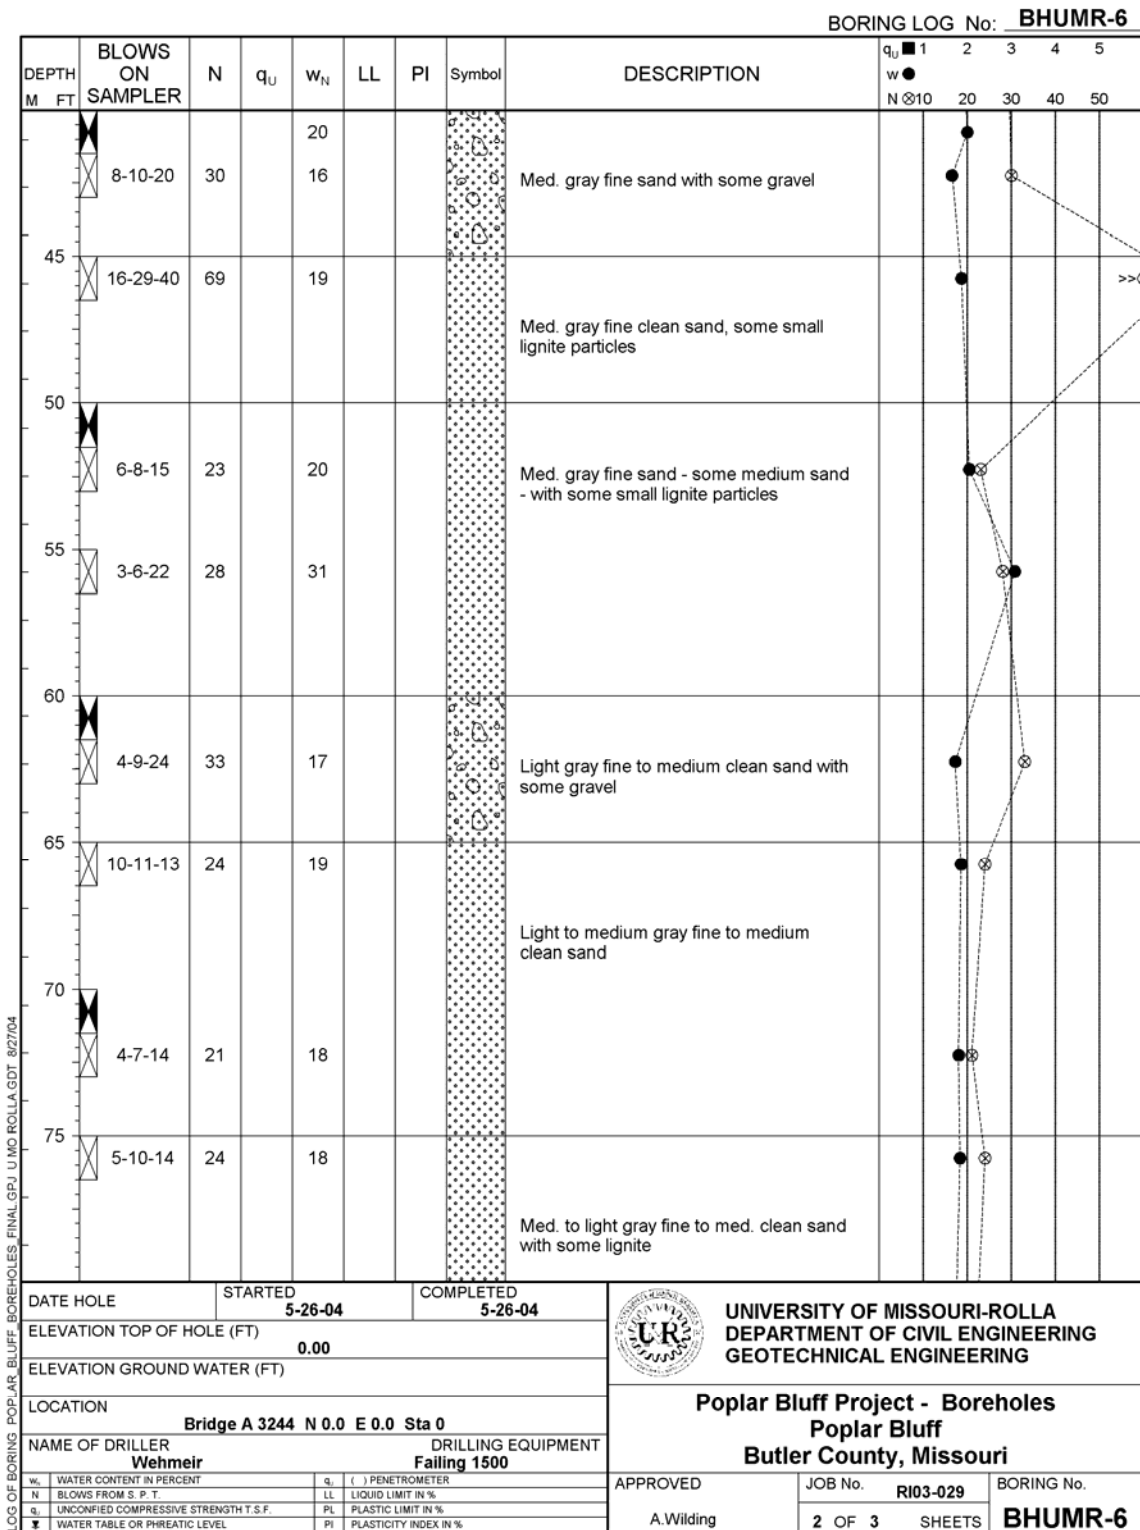 BORING LOG No: BHUMR-6
DEPTH
M FT
BLOWS
ON
SAMPLER
N
qU
wN
LL
PI
Symbol
DESCRIPTION
qU 1 2 3 4 5
w
N 10 20 30 40 50
20
8-10-20 30 16
Med. gray fine sand with some gravel
45
16-29-40 69 19
>>
Med. gray fine clean sand, some small
lignite particles
50
6-8-15 23 20
Med. gray fine sand - some medium sand
- with some small lignite particles
55
3-6-22 28 31
60
4-9-24 33 17
Light gray fine to medium clean sand with
some gravel
65
10-11-13 24 19
Light to medium gray fine to medium
clean sand
70
4-7-14 21 18
75
5-10-14 24 18
Med. to light gray fine to med. clean sand
with some lignite
LOG OF BORING POPLAR_BLUFF_BOREHOLES_FINAL.GPJ U MO ROLLA.GDT 8/27/04
DATE HOLE
STARTED
5-26-04
COMPLETED
5-26-04
ELEVATION TOP OF HOLE (FT)
0.00
ELEVATION GROUND WATER (FT)
LOCATION
Bridge A 3244 N 0.0 E 0.0 Sta 0
NAME OF DRILLER
Wehmeir
DRILLING EQUIPMENT
Failing 1500
wN WATER CONTENT IN PERCENT
N BLOWS FROM S. P. T.
qU UNCONFIED COMPRESSIVE STRENGTH T.S.F.
WATER TABLE OR PHREATIC LEVEL
qU ( ) PENETROMETER
LL LIQUID LIMIT IN %
PL PLASTIC LIMIT IN %
PI PLASTICITY INDEX IN %
UR
UNIVERSITY OF MISSOURI-ROLLA
DEPARTMENT OF CIVIL ENGINEERING
GEOTECHNICAL ENGINEERING
Poplar Bluff Project - Boreholes
Poplar Bluff
Butler County, Missouri
APPROVED
A.Wilding
JOB No. RI03-029
2 OF 3 SHEETS
BORING No.
BHUMR-6